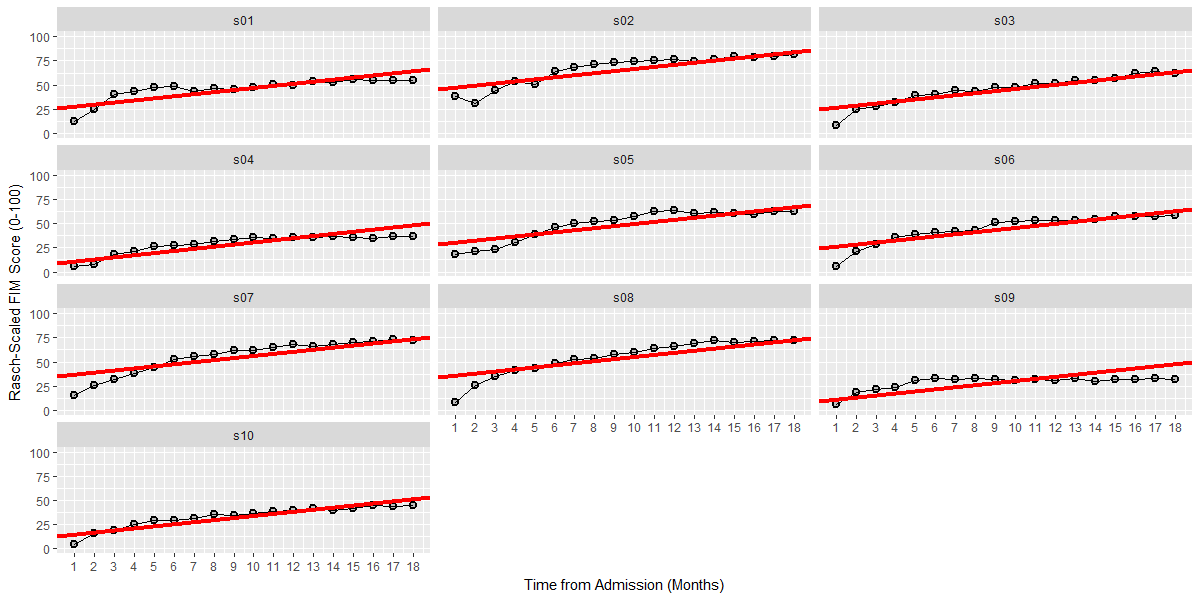 s01 s02 s03
100
75
50
25
0
s04 s05 s06
100
75
50
25
0
s07 s08 s09
100
75
50
25
0
1 2 3 4 5 6 7 8 9 10 11 12 13 14 15 16 17 18 1 2 3 4 5 6 7 8 9 10 11 12 13 14 15 16 17 18
s10
100
75
50
25
0
1 2 3 4 5 6 7 8 9 10 11 12 13 14 15 16 17 18
Rasch-Scaled FIM Score (0-100)
Time from Admission (Months)